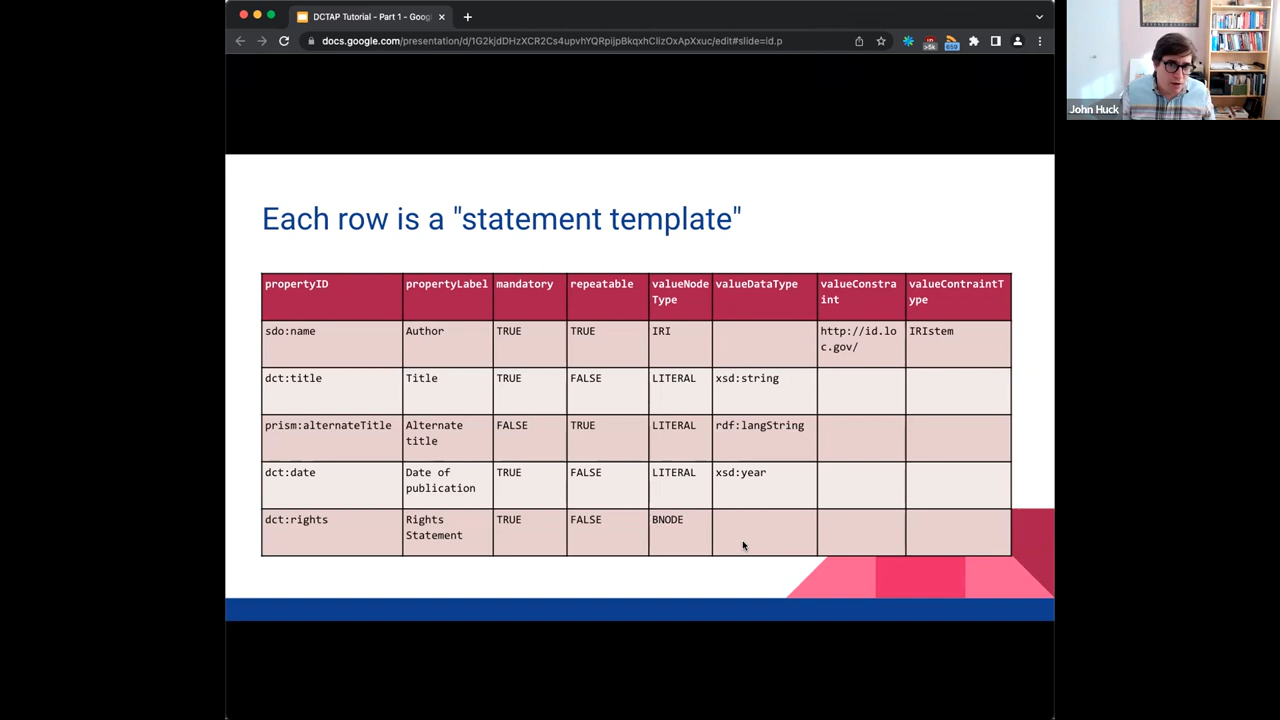 DCTAP Tutorial - Part 1 - Goog
docs.google.com/presentation/d/1G2kjdDHzXCR2Cs4upvhYQRpijpBkqxhClizOxApXxuc/edit#slide=id.p
>5k
659
John Huck
Each row is a "statement template"
propertyID propertyLabel mandatory repeatable valueNode valueDataType valueConstra valueContraintT
Type int ype
sdo:name Author TRUE TRUE IRI http://id.lo IRIstem
c.gov/
dct:title Title TRUE FALSE LITERAL xsd:string
prism:alternateTitle Alternate FALSE TRUE LITERAL rdf:langString
title
dct:date Date of TRUE FALSE LITERAL xsd:year
publication
dct:rights Rights TRUE FALSE BNODE
Statement